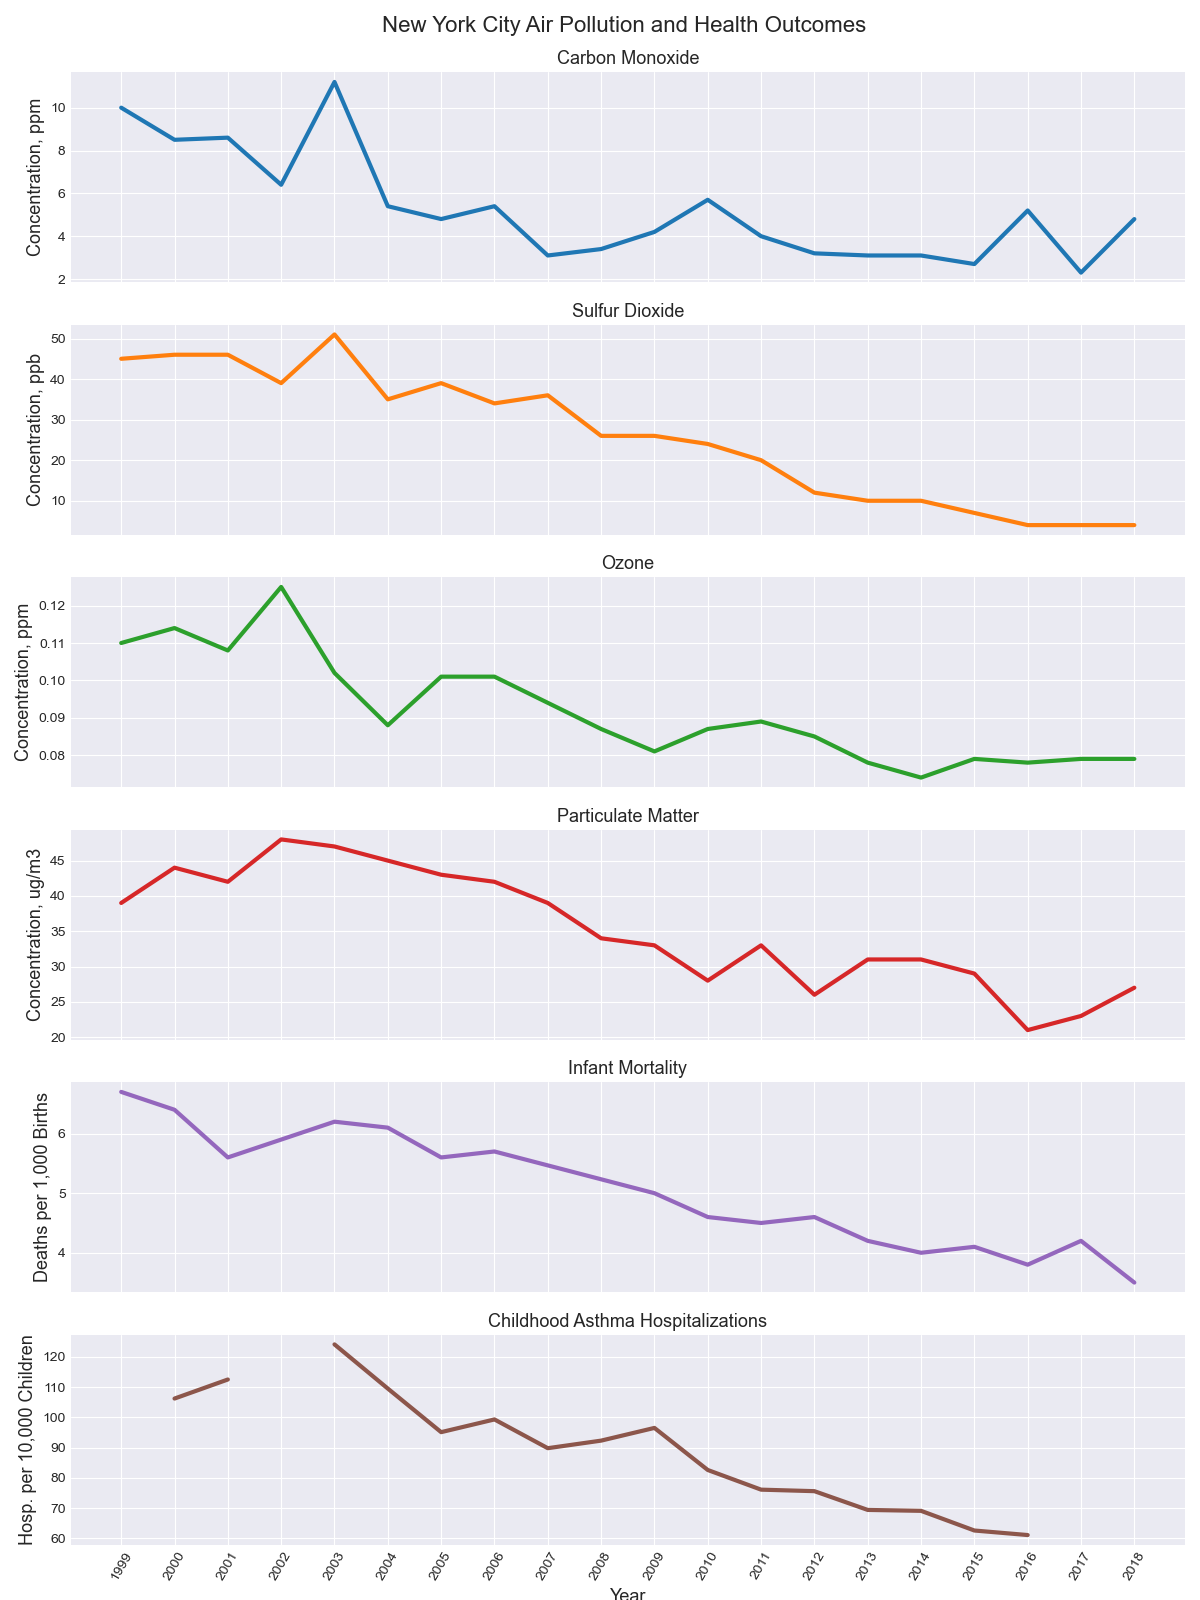 New York City Air Pollution and Health Outcomes
Carbon Monoxide
Concentration, ppm
10
8
6
4
2
Sulfur Dioxide
Concentration, ppb
50
40
30
20
10
Ozone
Concentration, ppm
0.12
0.11
0.10
0.09
0.08
Particulate Matter
Concentration, ug/m3
45
40
35
30
25
20
Infant Mortality
Deaths per 1,000 Births
6
5
4
Childhood Asthma Hospitalizations
Hosp. per 10,000 Children
120
110
100
90
80
70
60
1999 2000 2001 2002 2003 2004 2005 2006 2007 2008 2009 2010 2011 2012 2013 2014 2015 2016 2017 2018
Year